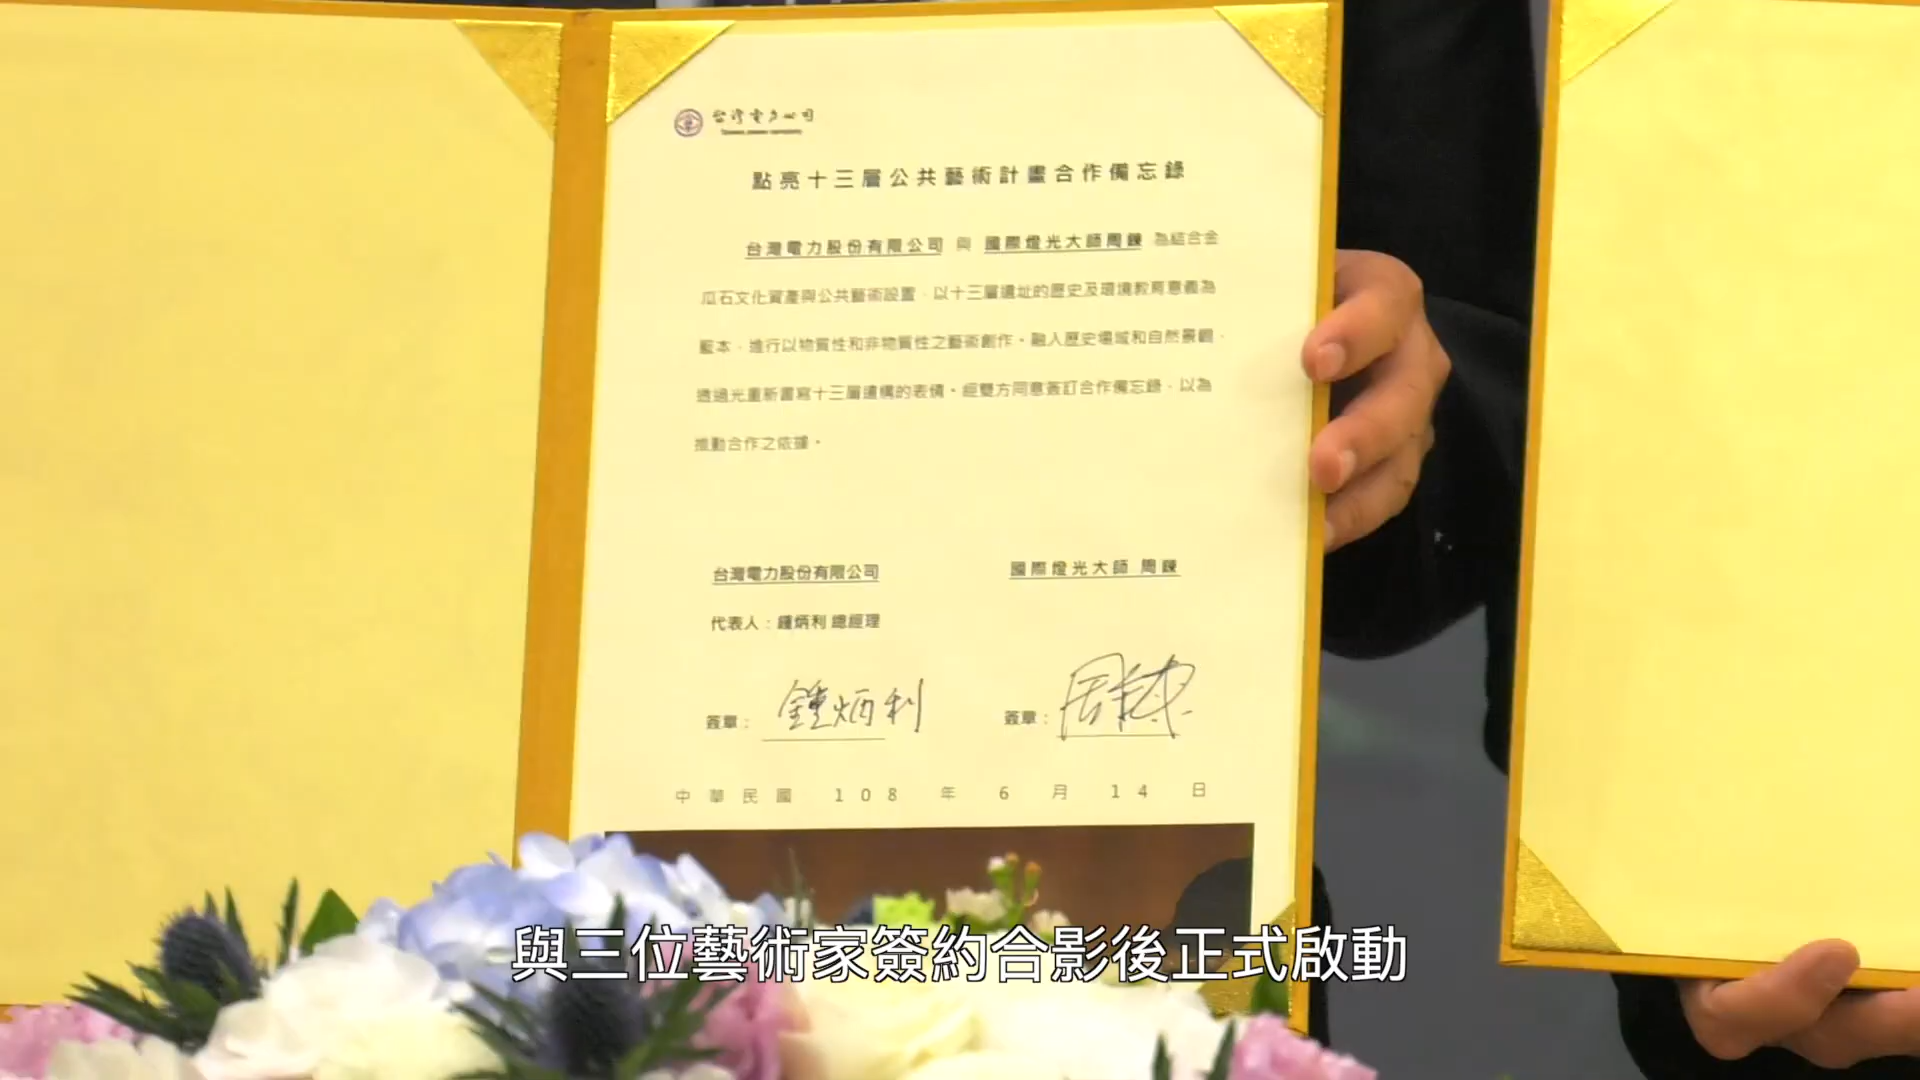 台灣電力公司
點亮十三層公共藝術計畫合作備忘錄
台灣電力股份有限公司 與 國際燈光大師周鍊 為結合金
瓜石文化資產與公共藝術設置,以十三層遺址的歷史及環境教育意義為
藍本,進行以物質性和非物質性之藝術創作。融入歷史場域和自然景觀,
透過光重新書寫十三層遺構的表情。經雙方同意簽訂合作備忘錄,以為
推動合作之依據。
台灣電力股份有限公司 國際燈光大師 周鍊
代表人:鍾炳利 總經理
簽章: 鍾炳利 簽章: 周鍊
中華民國 108 年 6 月 14 日
與三位藝術家簽約合影後正式啟動